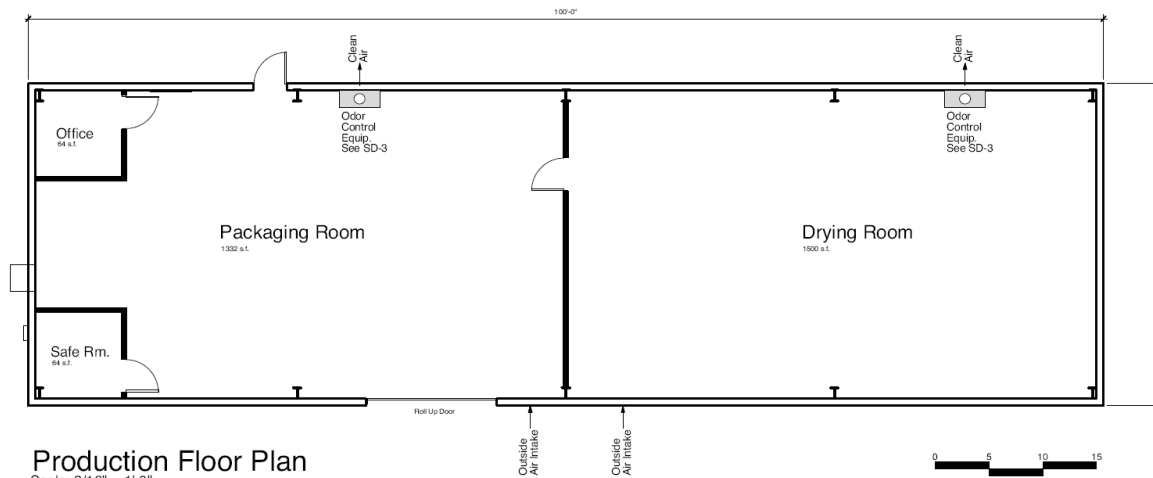 100'-0"
Clean
Air
Clean
Air
Office
64 s.f.
Odor
Control
Equip.
See SD-3
Odor
Control
Equip.
See SD-3
Packaging Room
1332 s.f.
Drying Room
1500 s.f.
Safe Rm.
64 s.f.
Roll Up Door
Outside
Air Intake
Outside
Air Intake
Production Floor Plan
0 5 10 15